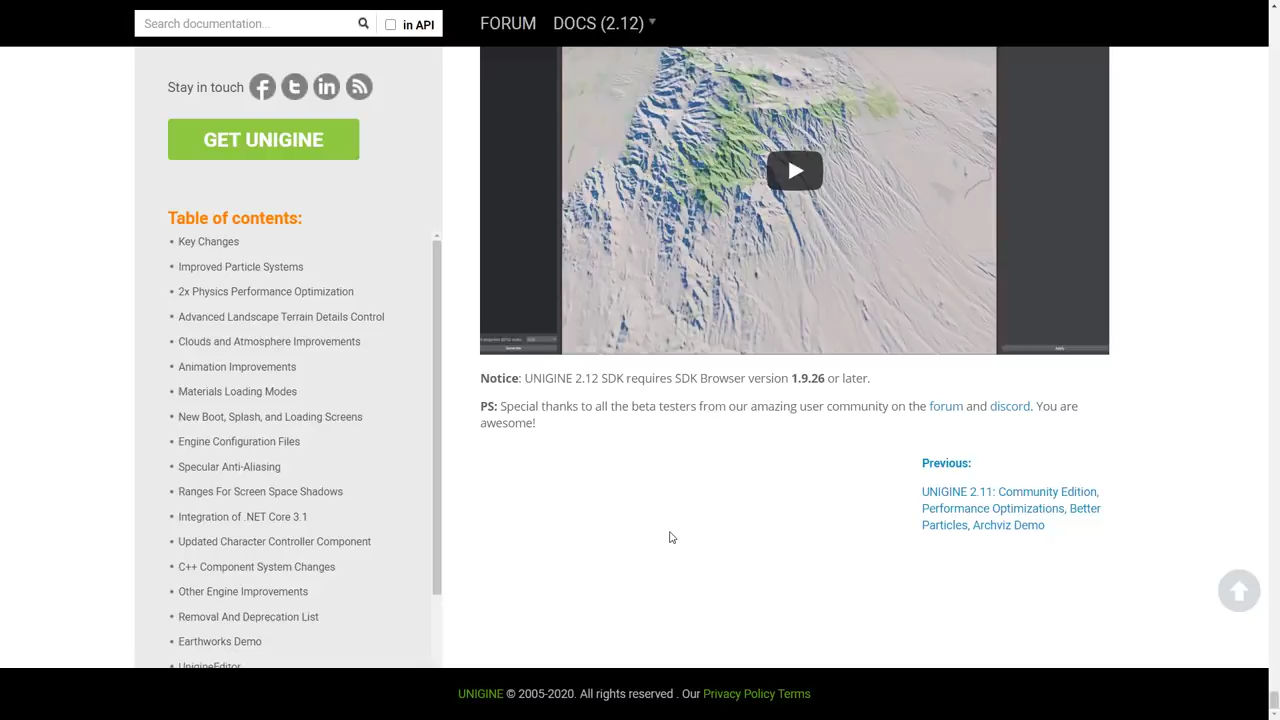 Search documentation...
in API
FORUM
DOCS (2.12)
Stay in touch
GET UNIGINE
Table of contents:
Key Changes
Improved Particle Systems
2x Physics Performance Optimization
Advanced Landscape Terrain Details Control
Clouds and Atmosphere Improvements
Animation Improvements
Materials Loading Modes
New Boot, Splash, and Loading Screens
Engine Configuration Files
Specular Anti-Aliasing
Ranges For Screen Space Shadows
Integration of .NET Core 3.1
Updated Character Controller Component
C++ Component System Changes
Other Engine Improvements
Removal And Deprecation List
Earthworks Demo
UnigineEditor
Notice: UNIGINE 2.12 SDK requires SDK Browser version 1.9.26 or later.
PS: Special thanks to all the beta testers from our amazing user community on the forum and discord. You are
awesome!
Previous:
UNIGINE 2.11: Community Edition,
Performance Optimizations, Better
Particles, Archviz Demo
UNIGINE © 2005-2020. All rights reserved . Our Privacy Policy Terms